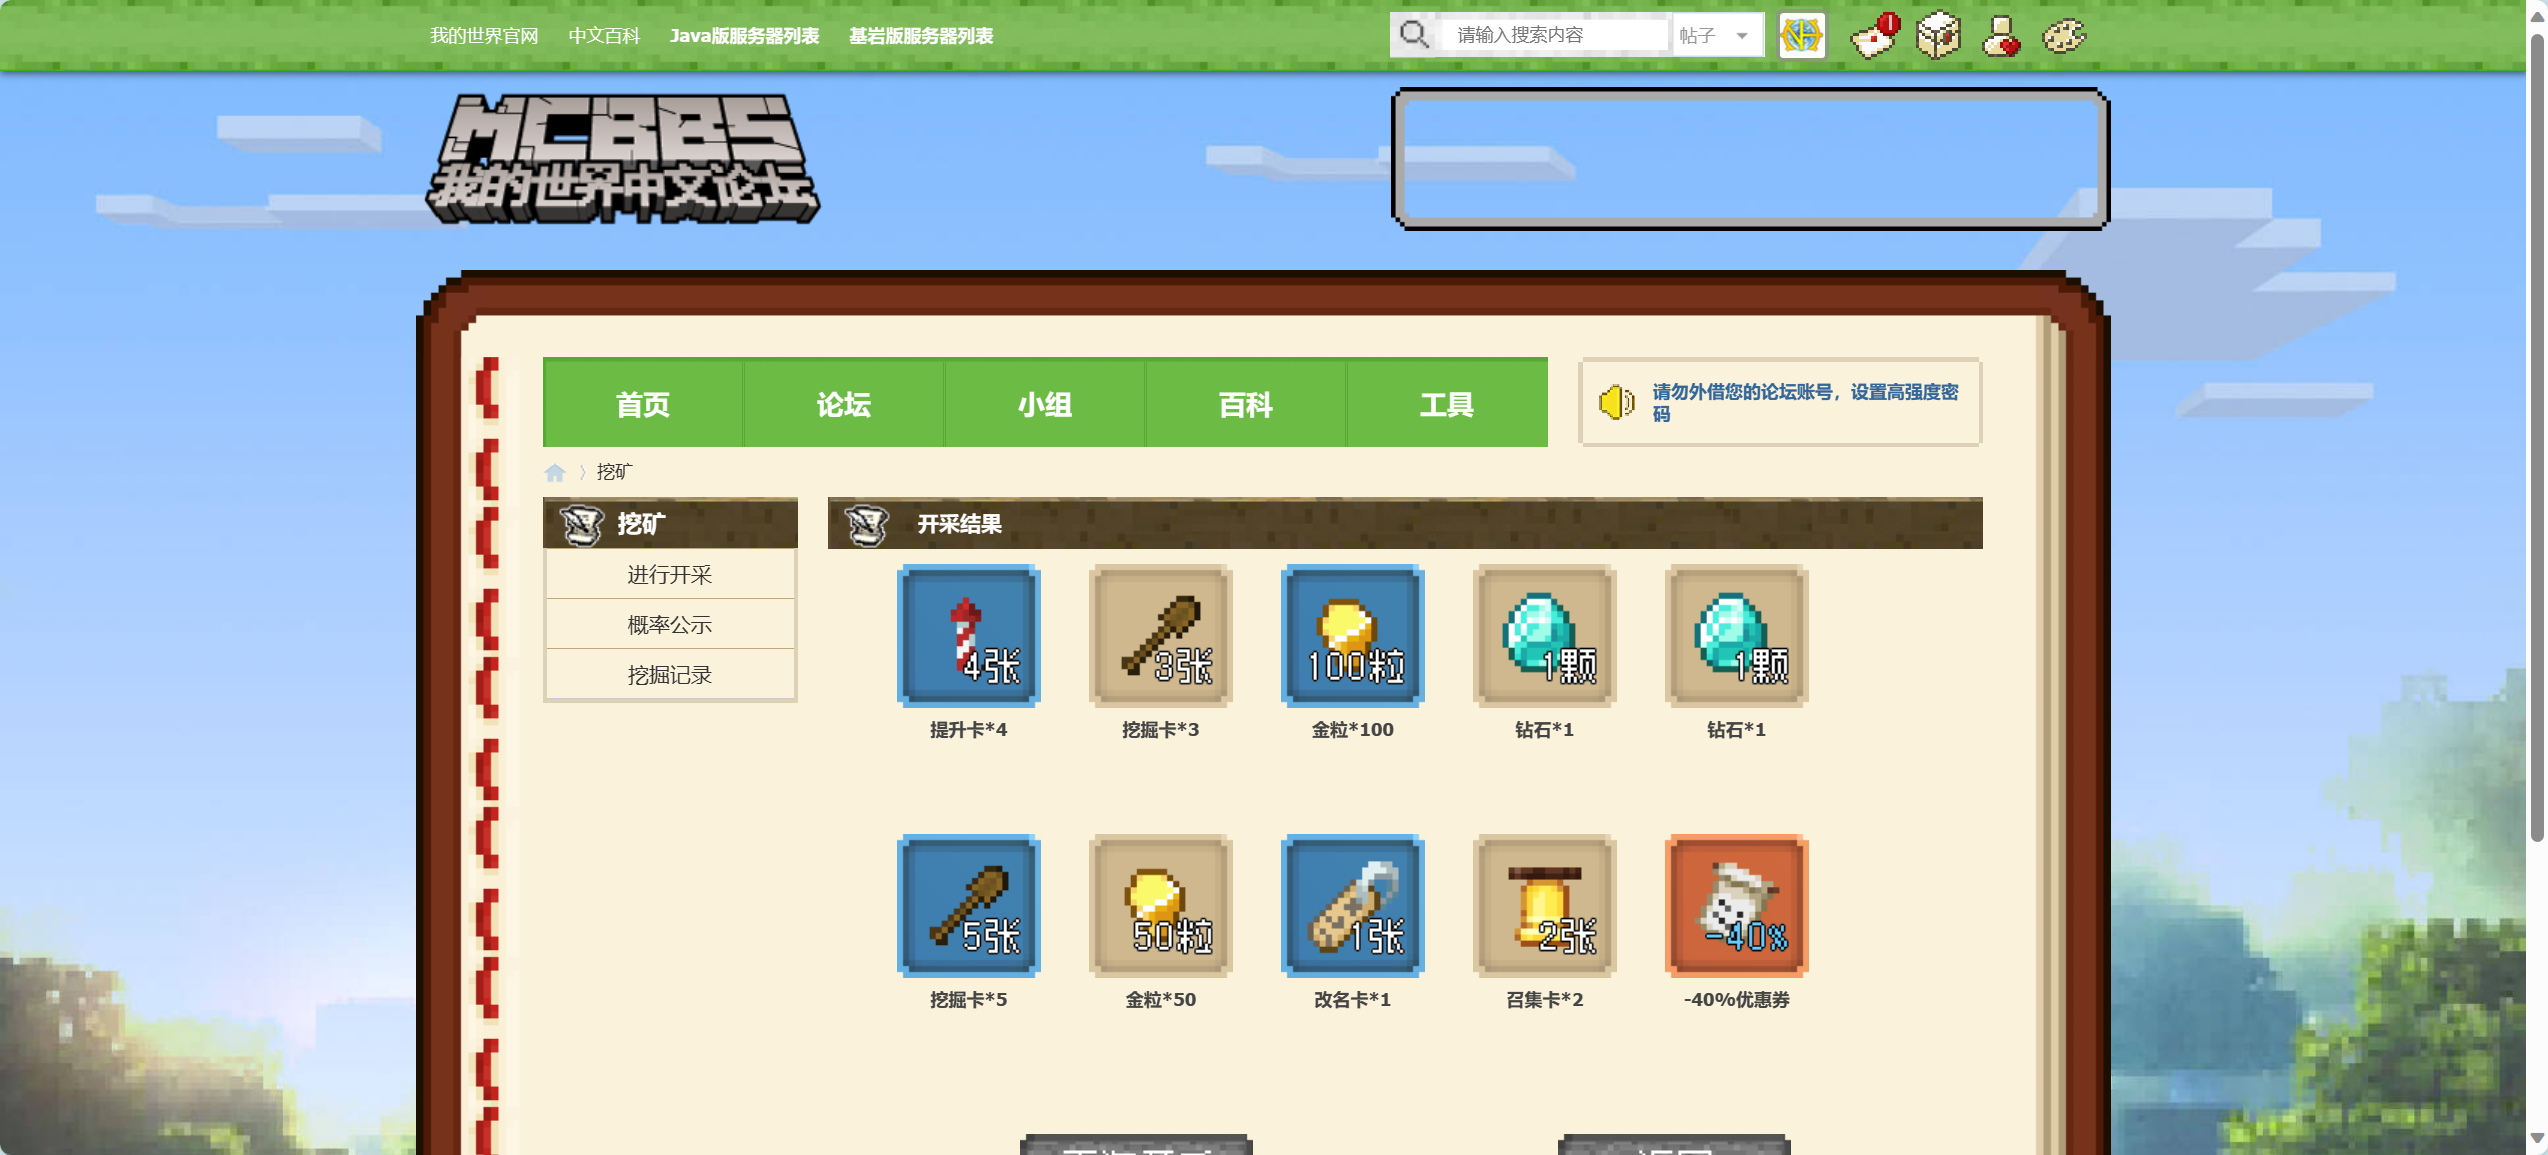 我的世界官网 中文百科 Java版服务器列表 基岩版服务器列表 请输入搜索内容 帖子
MCBBS
我的世界中文论坛
首页 论坛 小组 百科 工具
请勿外借您的论坛账号，设置高强度密
码
〉挖矿
挖矿
进行开采
概率公示
挖掘记录
开采结果
4张 3张 100粒 1颗 1颗
提升卡*4 挖掘卡*3 金粒*100 钻石*1 钻石*1
5张 50粒 1张 2张 -40%
挖掘卡*5 金粒*50 改名卡*1 召集卡*2 -40%优惠券